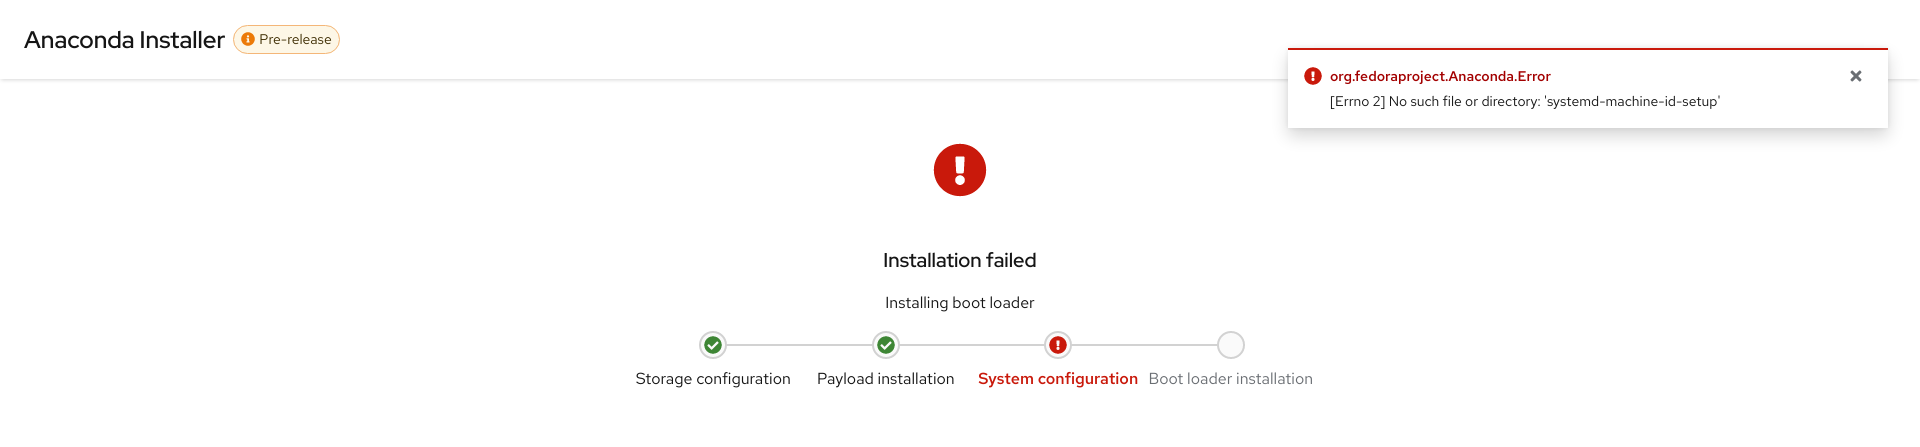 Anaconda Installer
Pre-release
org.fedoraproject.Anaconda.Error
[Errno 2] No such file or directory: 'systemd-machine-id-setup'
Installation failed
Installing boot loader
Storage configuration
Payload installation
System configuration
Boot loader installation